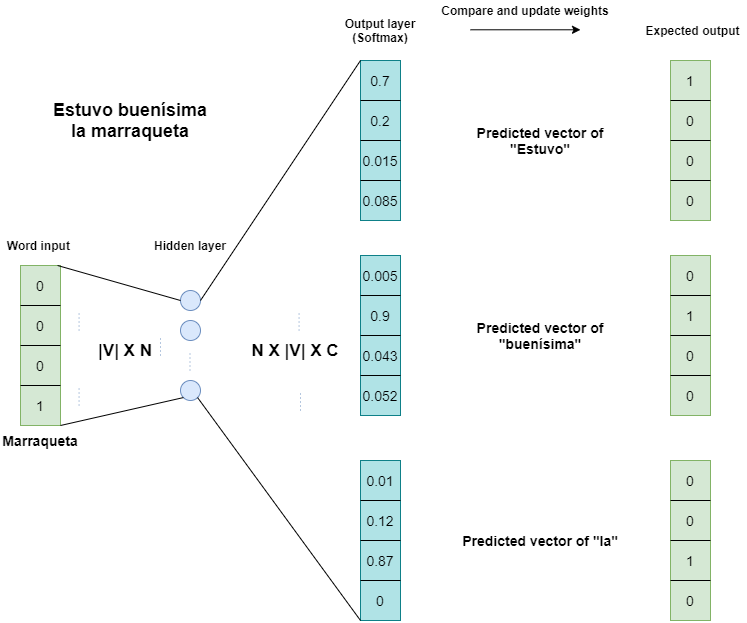 Compare and update weights
Output layer
(Softmax)
Expected output
Estuvo buenísima
la marraqueta
Word input
0
0
0
1
Marraqueta
|V| X N
Hidden layer
N X |V| X C
0.7
0.2
0.015
0.085
Predicted vector of
"Estuvo"
1
0
0
0
0.005
0.9
0.043
0.052
Predicted vector of
"buenísima"
0
1
0
0
0.01
0.12
0.87
0
Predicted vector of "la"
0
0
1
0